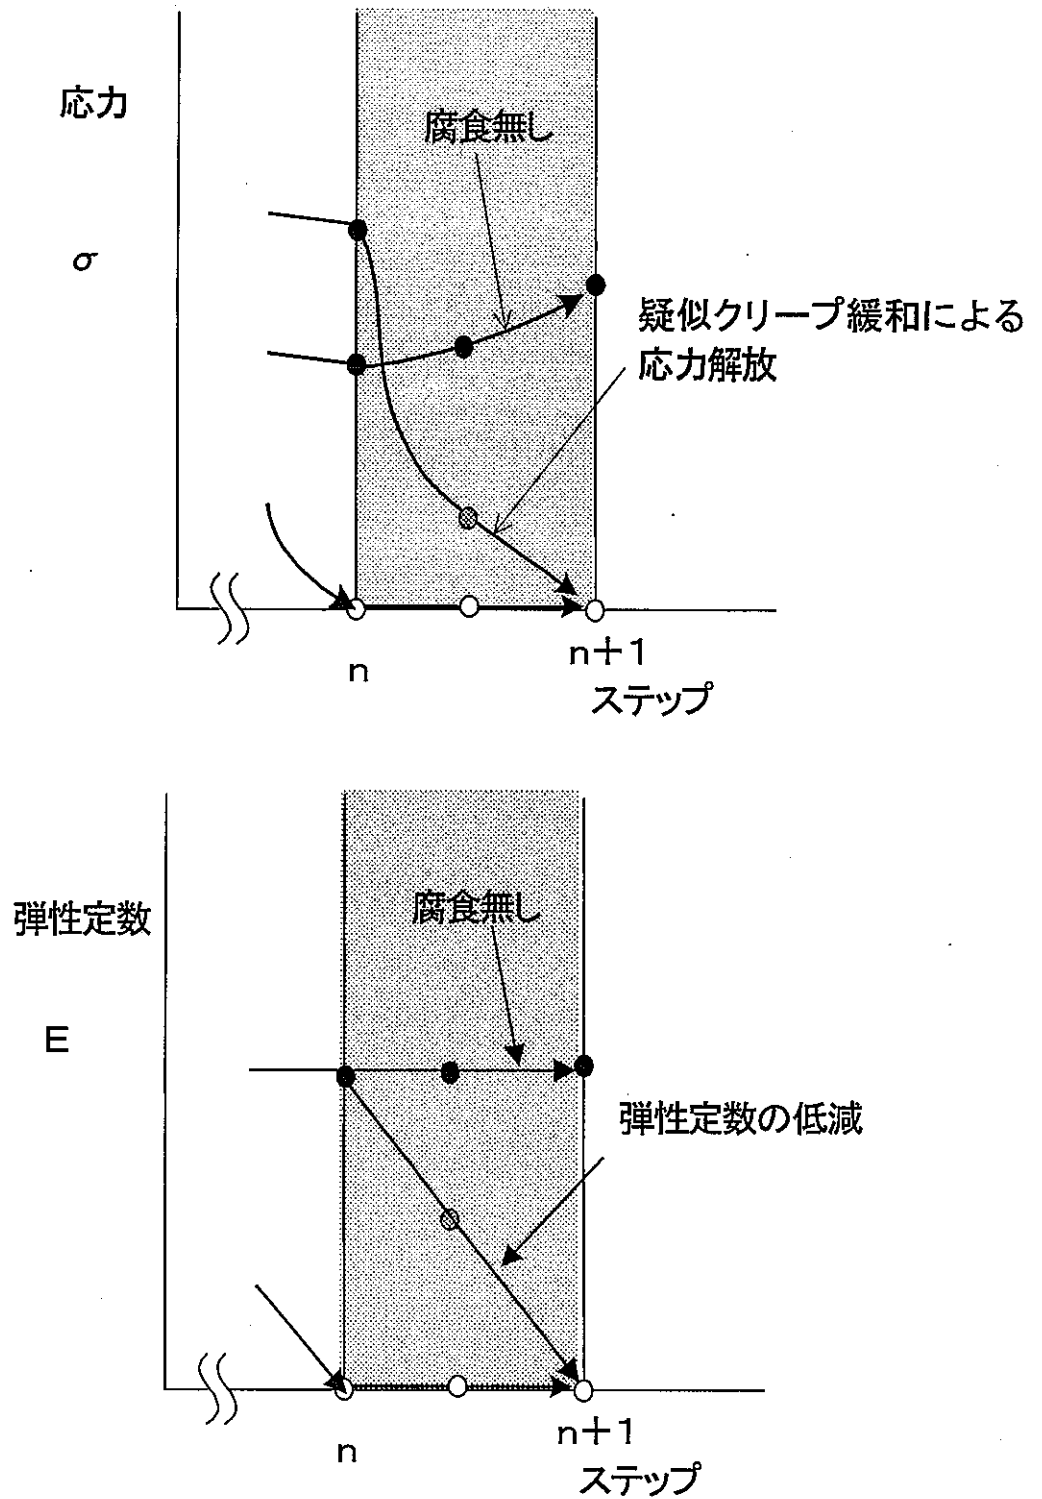 応力
腐食無し
σ
疑似クリープ緩和による
応力解放
n
n+1
ステップ
弾性定数
腐食無し
E
弾性定数の低減
n
n+1
ステップ